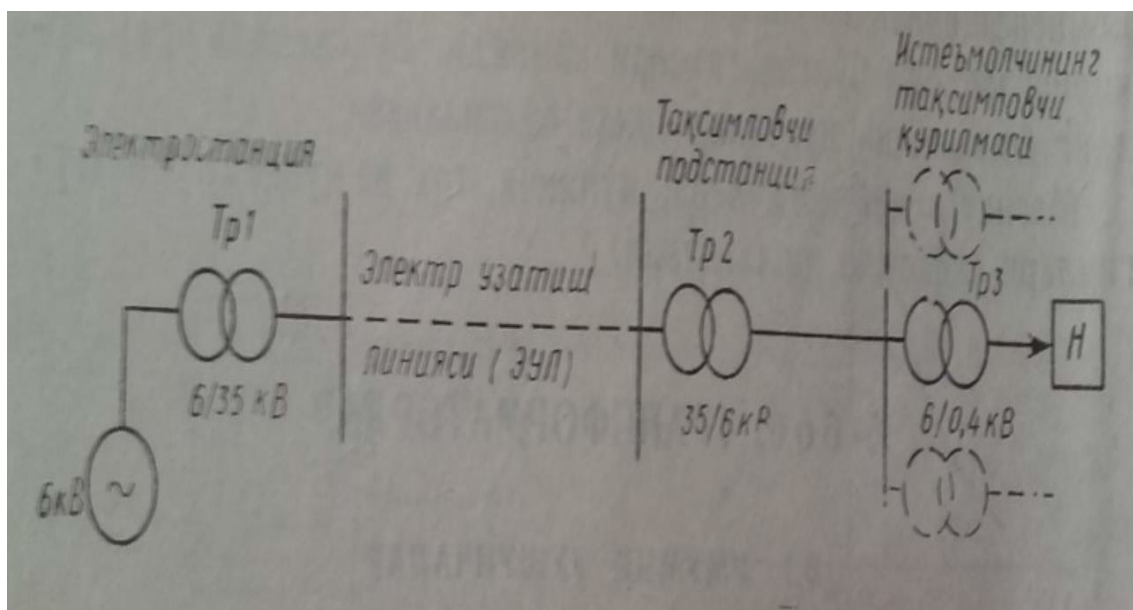 Электростанция
Тр1
6/35 кВ
6кВ
~
Электр узатиш
линияси ( ЭУЛ)
Тақсимловчи
подстанция
Тр2
35/6кВ
Истеъмолчининг
тақсимловчи
қурилмаси
Тр3
6/0,4кВ
Н